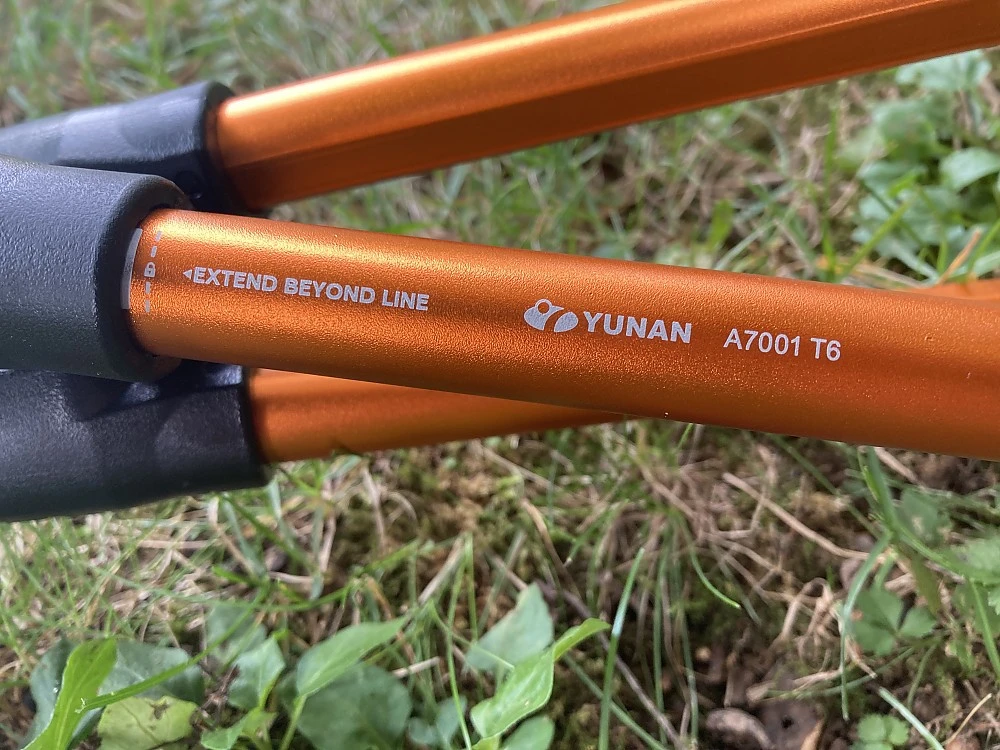 ◄EXTEND BEYOND LINE
YUNAN A7001 T6